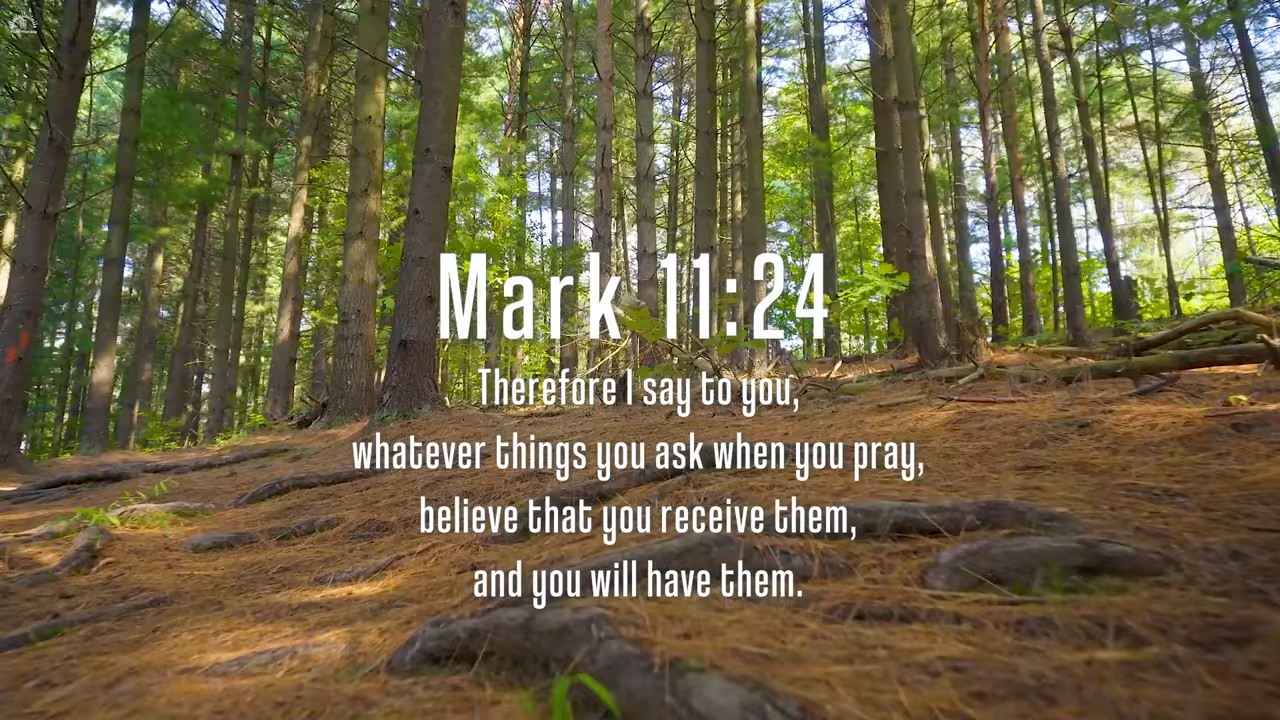 Mark 11:24
Therefore I say to you,
whatever things you ask when you pray,
believe that you receive them,
and you will have them.